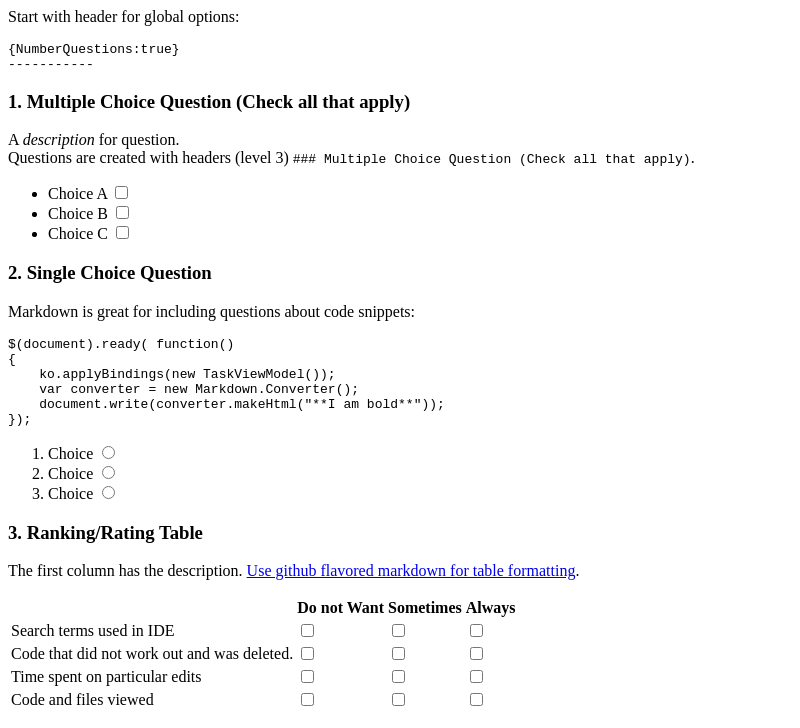 Start with header for global options:
{NumberQuestions:true}
-----------
1. Multiple Choice Question (Check all that apply)
A description for question.
Questions are created with headers (level 3) ### Multiple Choice Question (Check all that apply).
Choice A
Choice B
Choice C
2. Single Choice Question
Markdown is great for including questions about code snippets:
$(document).ready( function()
{
    ko.applyBindings(new TaskViewModel());
    var converter = new Markdown.Converter();
    document.write(converter.makeHtml("**I am bold**"));
});
1. Choice
2. Choice
3. Choice
3. Ranking/Rating Table
The first column has the description. Use github flavored markdown for table formatting.
Do not Want Sometimes Always
Search terms used in IDE
Code that did not work out and was deleted.
Time spent on particular edits
Code and files viewed